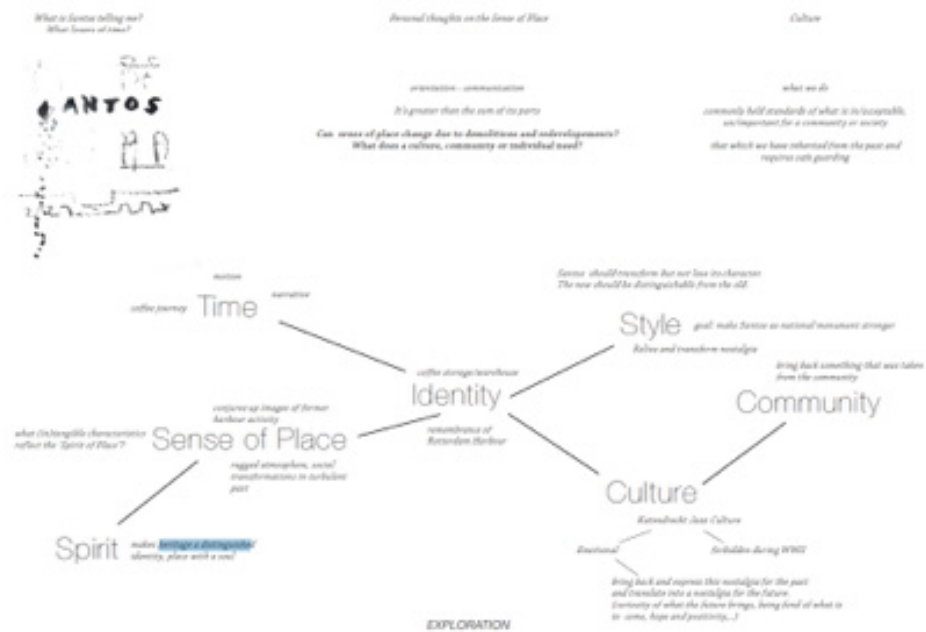 What is Santos telling me?
What Issues of time?
Personal thoughts on the Sense of Place
Culture
ANTOS
orientation - communication
It's greater than the sum of its parts
Can sense of place change due to demolitions and redevelopements?
What does a culture, community or individual need?
what we do
commonly held standards of what is in/acceptable,
un/important for a community or society
that which we have inherited from the past and
requires safe guarding
motion
narration
coffee journey
Time
Santos should transform but not lose its character
The new should be distinguishable from the old.
Style
goal: make Santos as national monument stronger
Relive and transform nostalgia
coffee storage/warehouse
Identity
remembrance of
Rotterdam Harbour
bring back something that was taken
from the community
Community
conjures up images of former
harbour activity
what (in)tangible characteristics
reflect the 'Spirit of Place'?
Sense of Place
rugged atmosphere, social
transformations in turbulent
past
Culture
Katendrecht Jazz Culture
Emotional
forbidden during WWII
Spirit
makes heritage a distinguished
identity, place with a soul
bring back and express this nostalgia for the past
and translate into a nostalgia for the future
(curiosity of what the future brings, being fond of what is
to come, hope and positivity,..)
EXPLORATION